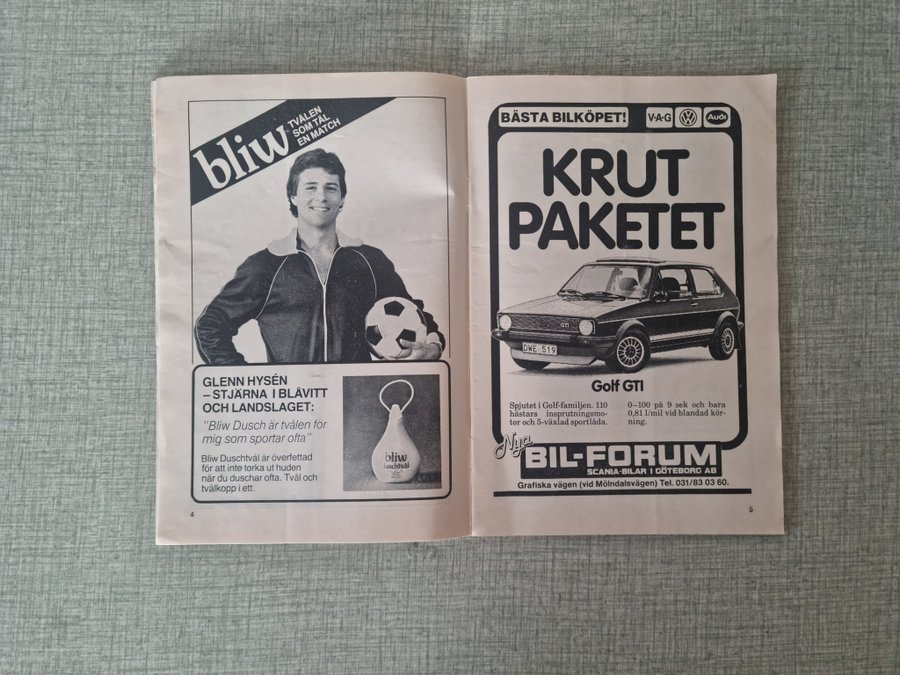 bliw
TVÅLEN
SOM TÅL
EN MATCH
GLENN HYSÉN
– STJÄRNA I BLÅVITT
OCH LANDSLAGET:
"Bliw Dusch är tvålen för
mig som sportar ofta"
Bliw Duschtvål är överfettad
för att inte torka ut huden
när du duschar ofta. Tvål och
tvålkopp i ett.
bliw
duschtvål
4
BÄSTA BILKÖPET!
V·A·G
Audi
KRUT
PAKETET
GTI
DWE 519
Golf GTI
Spjutet i Golf-familjen. 110
hästars insprutningsmo-
tor och 5-växlad sportlåda.
0–100 på 9 sek och bara
0,81 l/mil vid blandad kör-
ning.
Nya
BIL-FORUM
SCANIA-BILAR I GÖTEBORG AB
Grafiska vägen (vid Mölndalsvägen) Tel. 031/83 03 60.
5